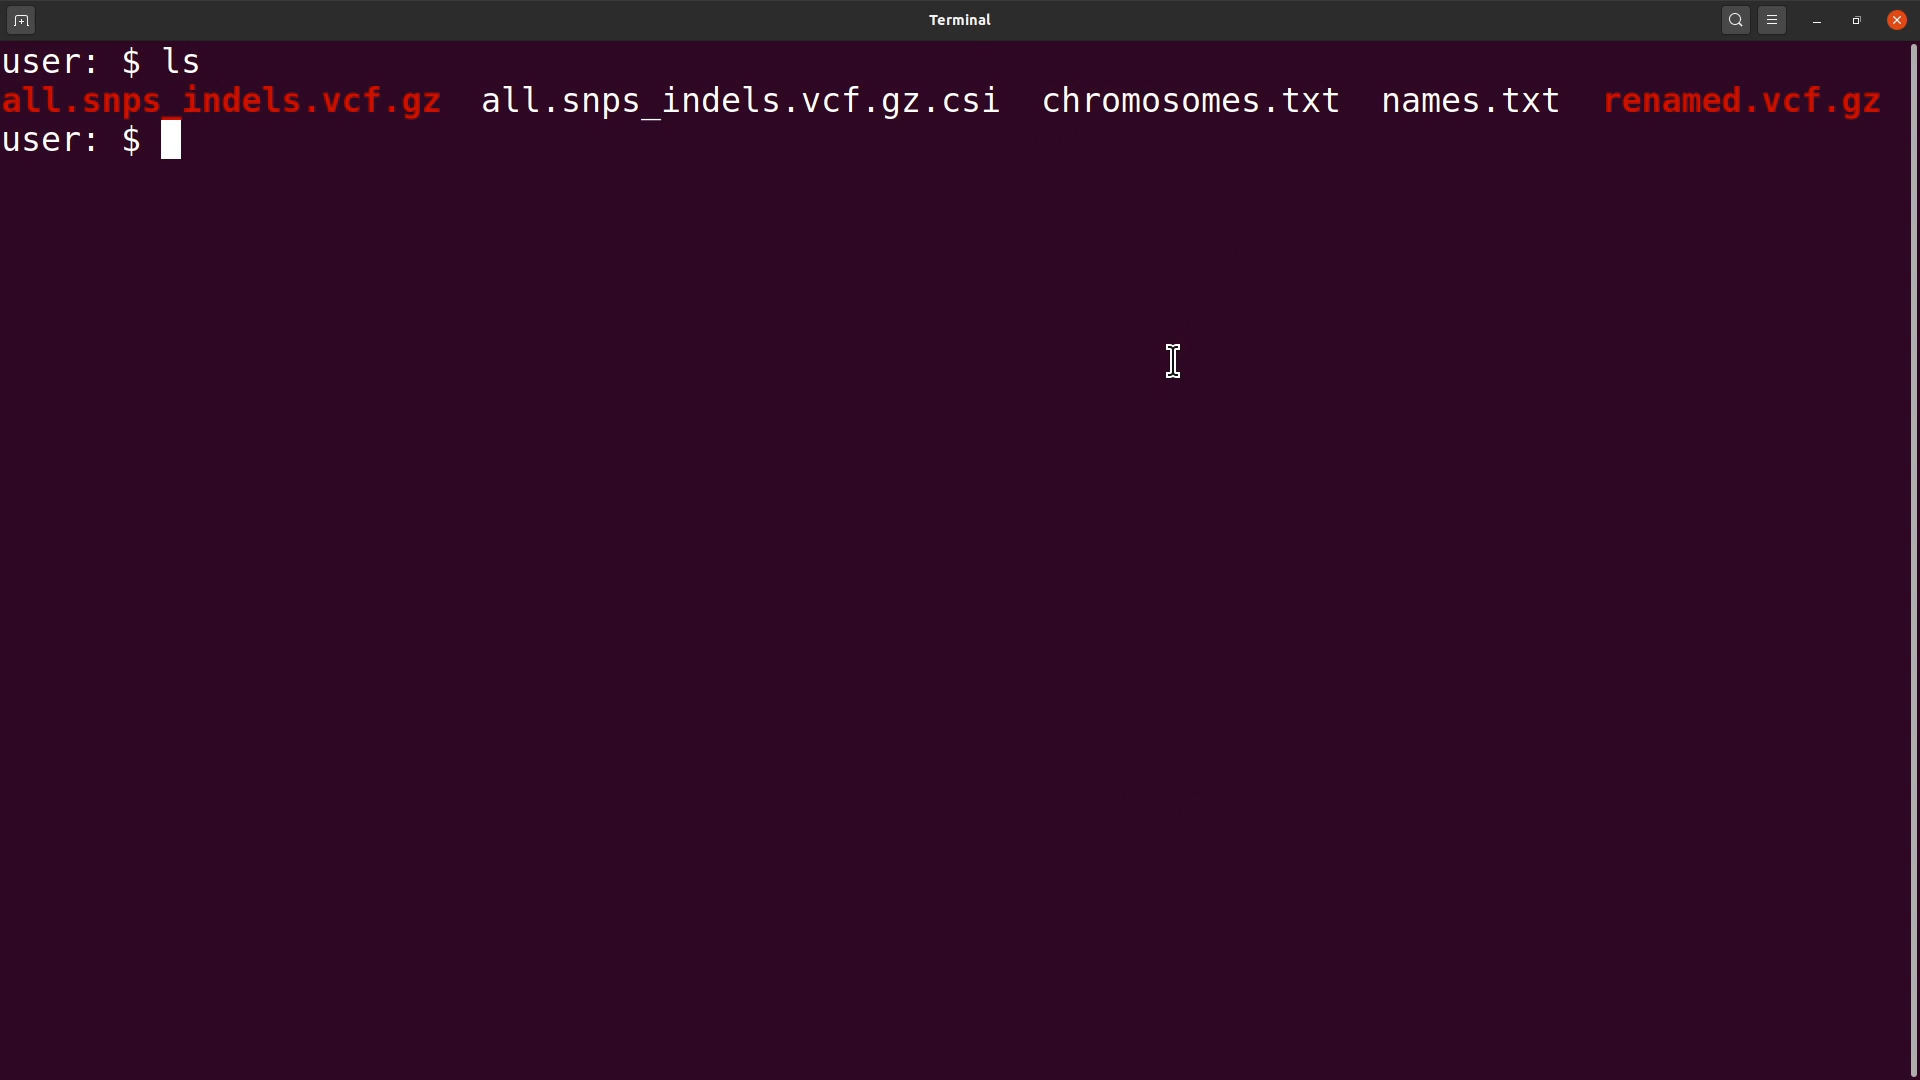 Terminal
user: $ ls
all.snps_indels.vcf.gz  all.snps_indels.vcf.gz.csi  chromosomes.txt  names.txt  renamed.vcf.gz
user: $